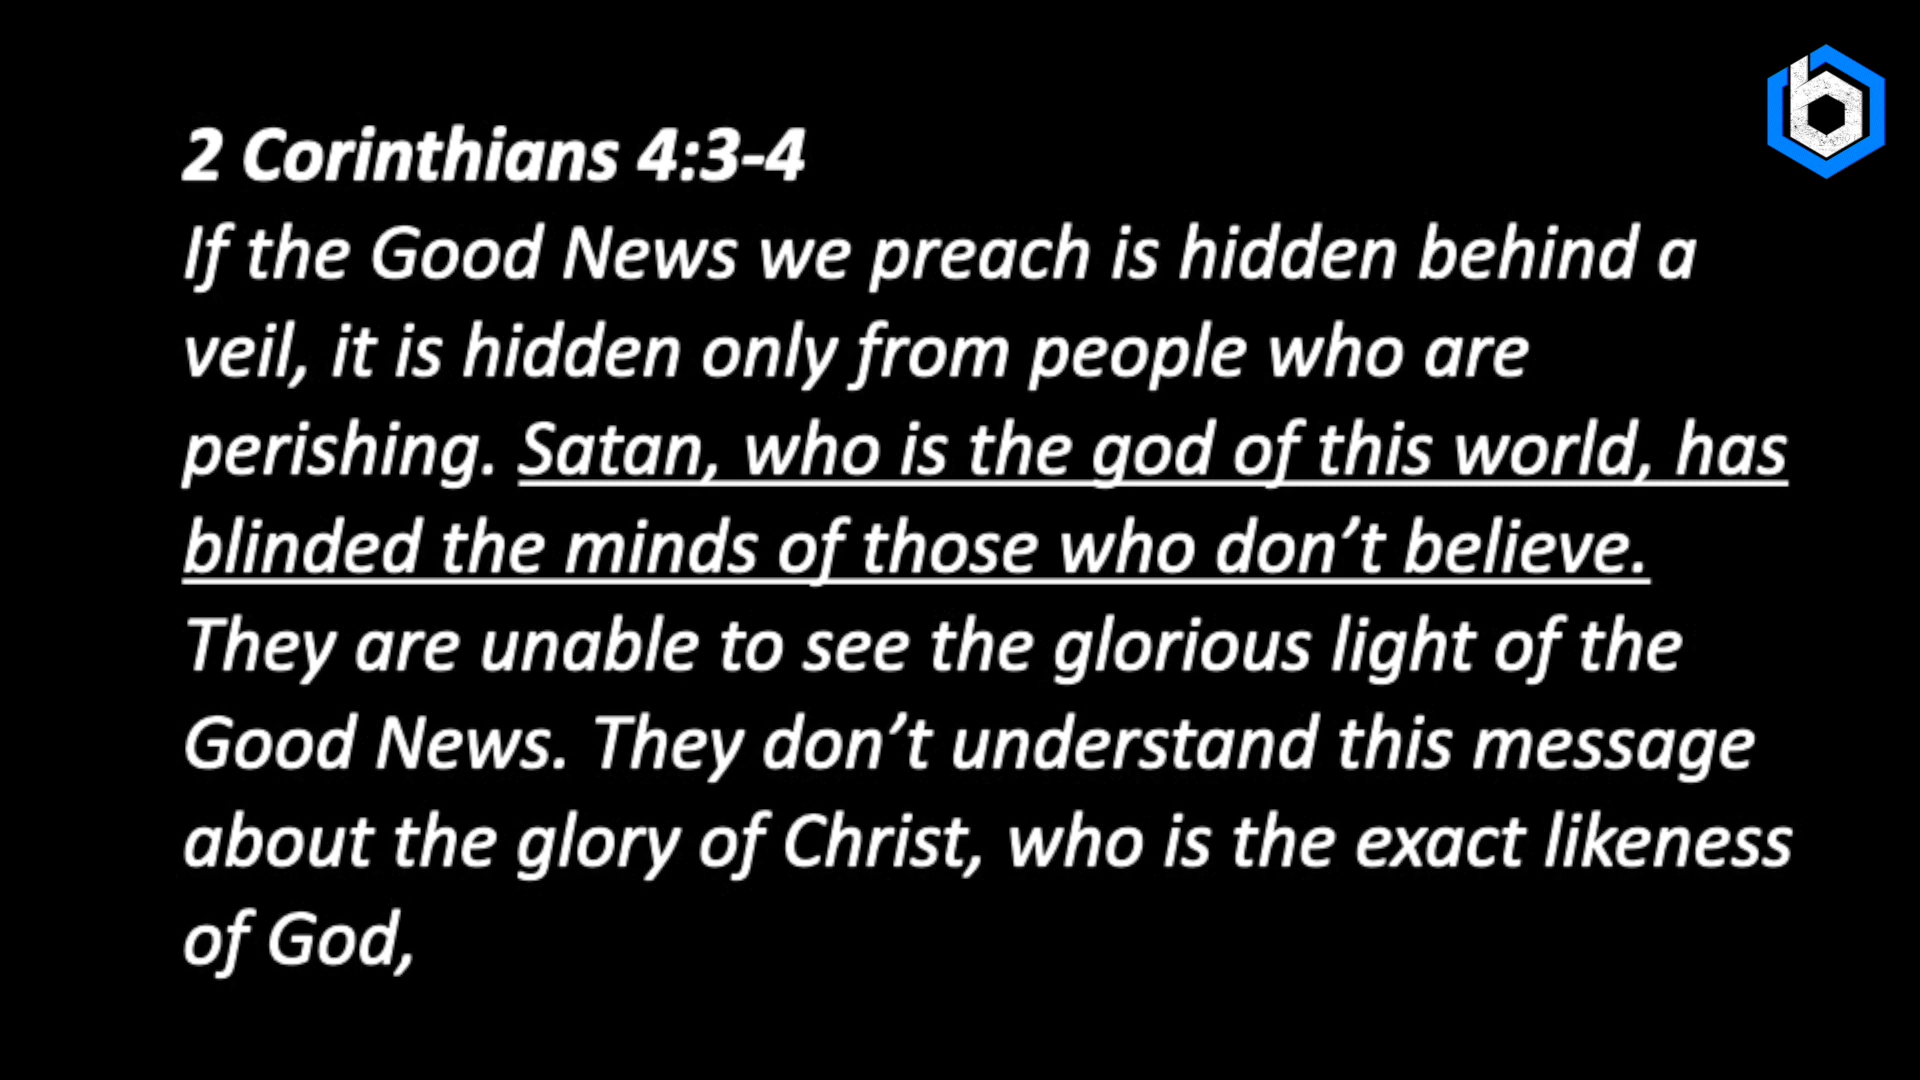 2 Corinthians 4:3-4
If the Good News we preach is hidden behind a
veil, it is hidden only from people who are
perishing. Satan, who is the god of this world, has
blinded the minds of those who don’t believe.
They are unable to see the glorious light of the
Good News. They don’t understand this message
about the glory of Christ, who is the exact likeness
of God,